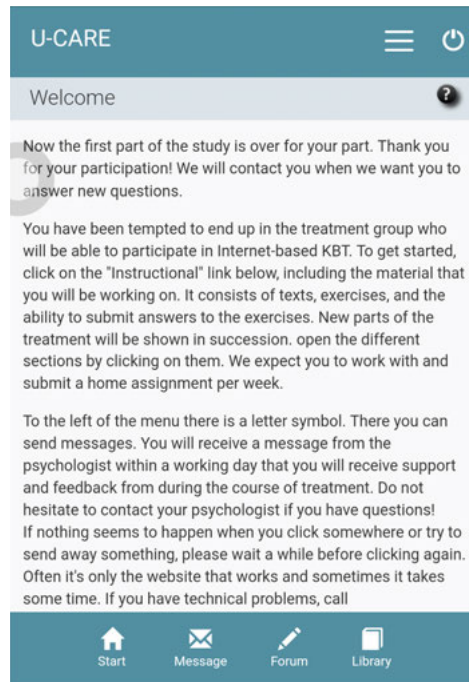 U-CARE
Welcome
?
Now the first part of the study is over for your part. Thank you
for your participation! We will contact you when we want you to
answer new questions.
You have been tempted to end up in the treatment group who
will be able to participate in Internet-based KBT. To get started,
click on the "Instructional" link below, including the material that
you will be working on. It consists of texts, exercises, and the
ability to submit answers to the exercises. New parts of the
treatment will be shown in succession. open the different
sections by clicking on them. We expect you to work with and
submit a home assignment per week.
To the left of the menu there is a letter symbol. There you can
send messages. You will receive a message from the
psychologist within a working day that you will receive support
and feedback from during the course of treatment. Do not
hesitate to contact your psychologist if you have questions!
If nothing seems to happen when you click somewhere or try to
send away something, please wait a while before clicking again.
Often it's only the website that works and sometimes it takes
some time. If you have technical problems, call
Start Message Forum Library